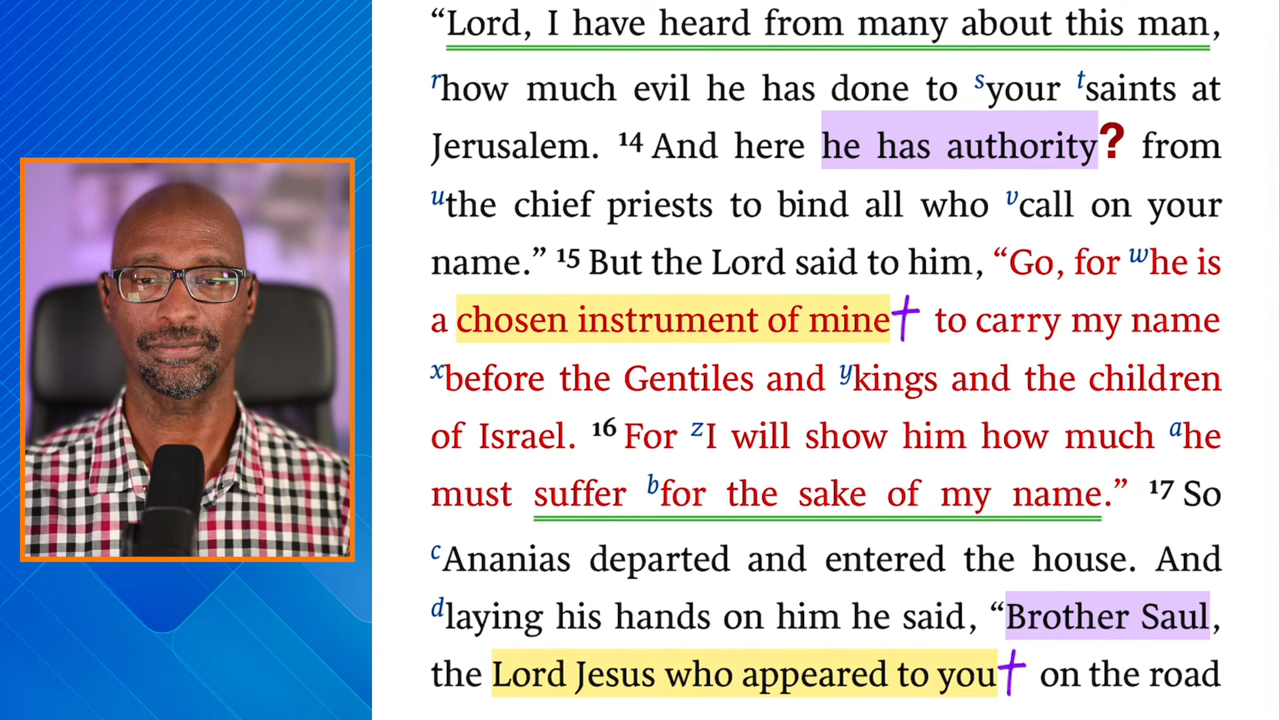 “Lord, I have heard from many about this man,
rhow much evil he has done to syour tsaints at
Jerusalem. 14 And here he has authority? from
uthe chief priests to bind all who vcall on your
name.” 15 But the Lord said to him, “Go, for whe is
a chosen instrument of mine† to carry my name
xbefore the Gentiles and ykings and the children
of Israel. 16 For zI will show him how much ahe
must suffer bfor the sake of my name.” 17 So
cAnanias departed and entered the house. And
dlaying his hands on him he said, “Brother Saul,
the Lord Jesus who appeared to you† on the road